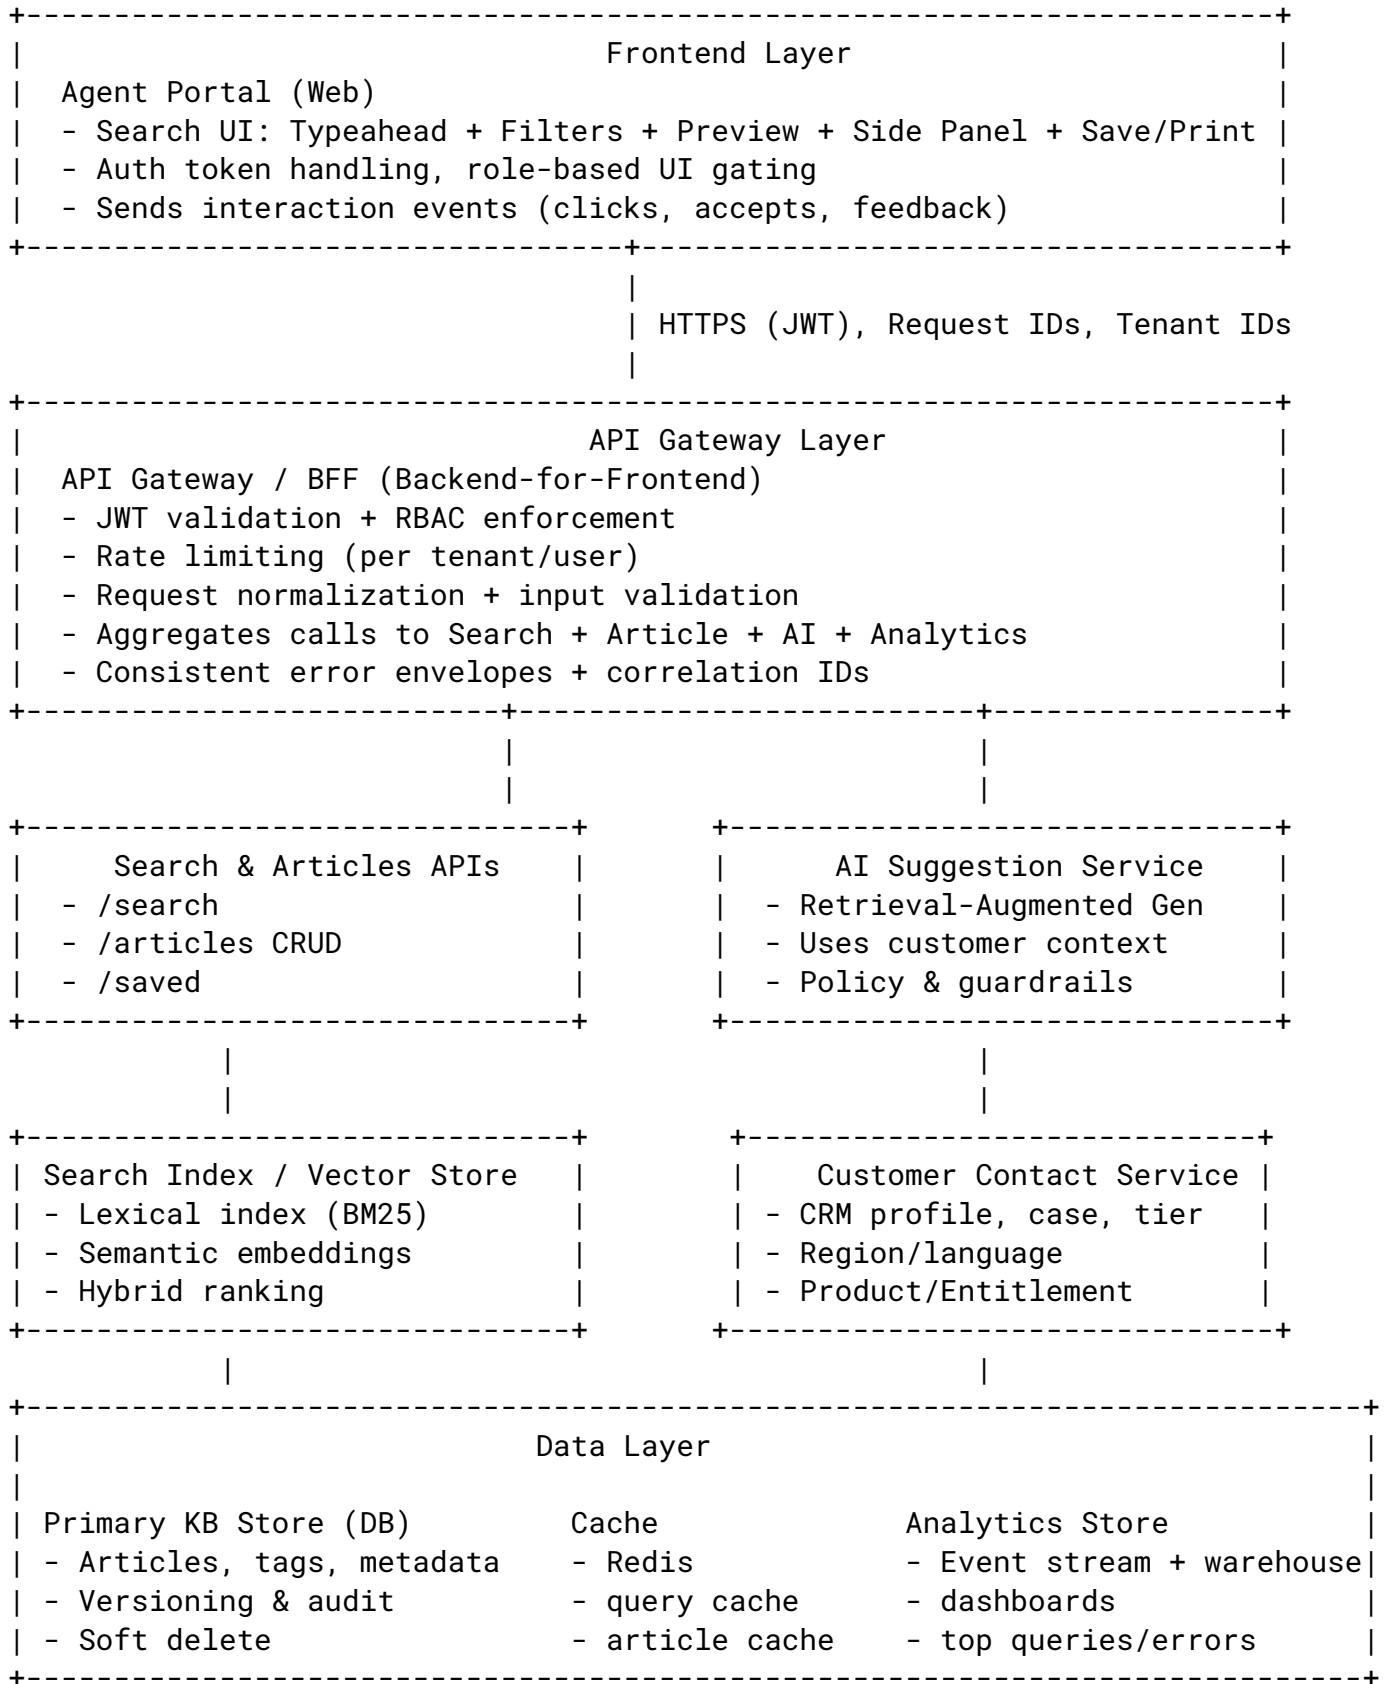 Frontend Layer
Agent Portal (Web)
- Search UI: Typeahead + Filters + Preview + Side Panel + Save/Print
- Auth token handling, role-based UI gating
- Sends interaction events (clicks, accepts, feedback)
HTTPS (JWT), Request IDs, Tenant IDs
API Gateway Layer
API Gateway / BFF (Backend-for-Frontend)
- JWT validation + RBAC enforcement
- Rate limiting (per tenant/user)
- Request normalization + input validation
- Aggregates calls to Search + Article + AI + Analytics
- Consistent error envelopes + correlation IDs
Search & Articles APIs
- /search
- /articles CRUD
- /saved
AI Suggestion Service
- Retrieval-Augmented Gen
- Uses customer context
- Policy & guardrails
Search Index / Vector Store
- Lexical index (BM25)
- Semantic embeddings
- Hybrid ranking
Customer Contact Service
- CRM profile, case, tier
- Region/language
- Product/Entitlement
Data Layer
Primary KB Store (DB)
- Articles, tags, metadata
- Versioning & audit
- Soft delete
Cache
- Redis
- query cache
- article cache
Analytics Store
- Event stream + warehouse
- dashboards
- top queries/errors